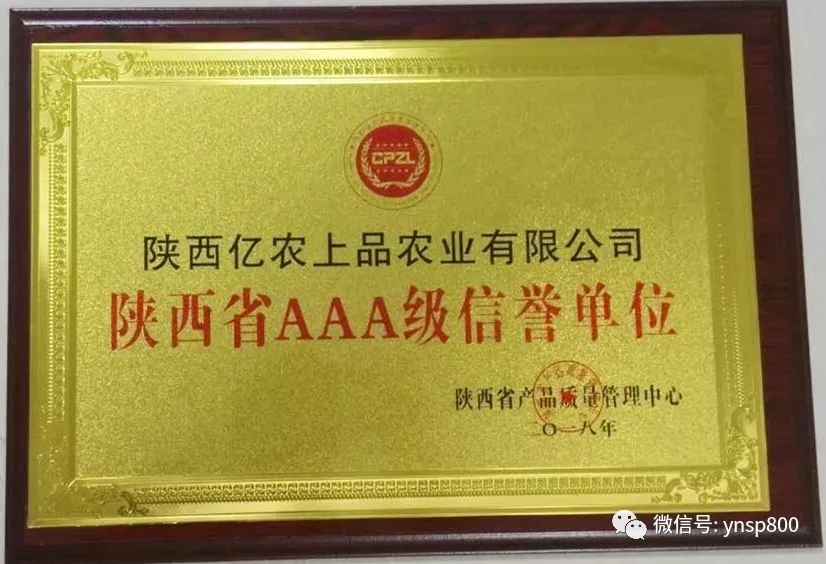 CPZL
陕西亿农上品农业有限公司
陕西省AAA级信誉单位
陕西省产品质量管理中心
二〇一八年
微信号: ynsp800